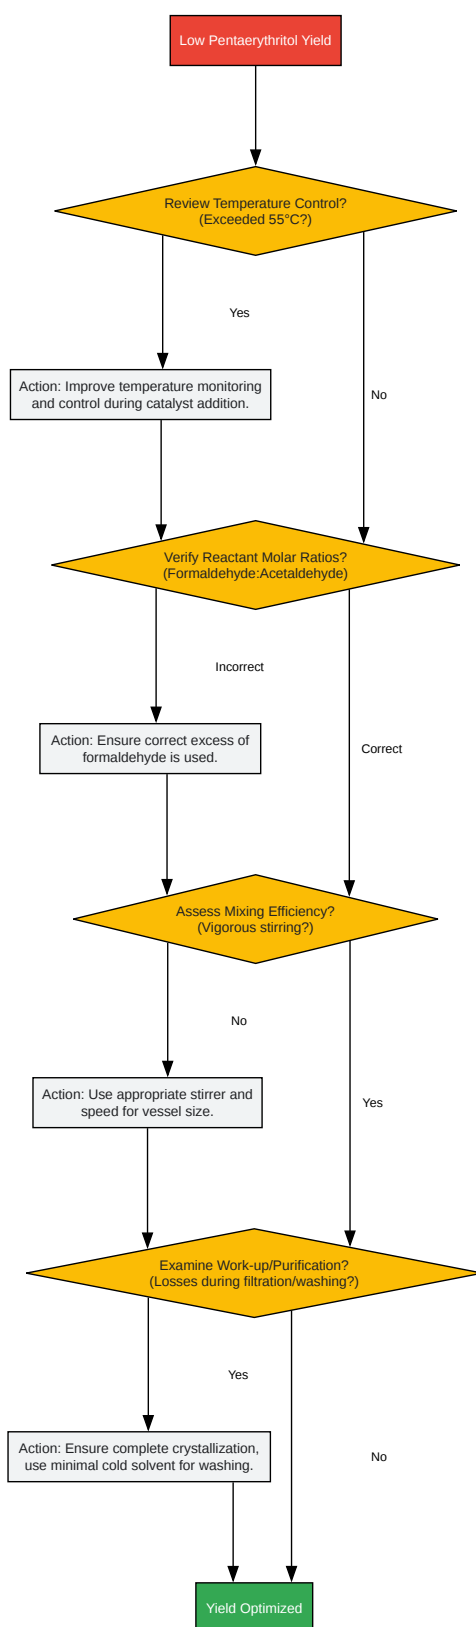 Low Pentaerythritol Yield
Review Temperature Control?
(Exceeded 55°C?)
Yes
No
Action: Improve temperature monitoring
and control during catalyst addition.
Verify Reactant Molar Ratios?
(Formaldehyde:Acetaldehyde)
Incorrect
Correct
Action: Ensure correct excess of
formaldehyde is used.
Assess Mixing Efficiency?
(Vigorous stirring?)
No
Yes
Action: Use appropriate stirrer and
speed for vessel size.
Examine Work-up/Purification?
(Losses during filtration/washing?)
Yes
No
Action: Ensure complete crystallization,
use minimal cold solvent for washing.
Yield Optimized